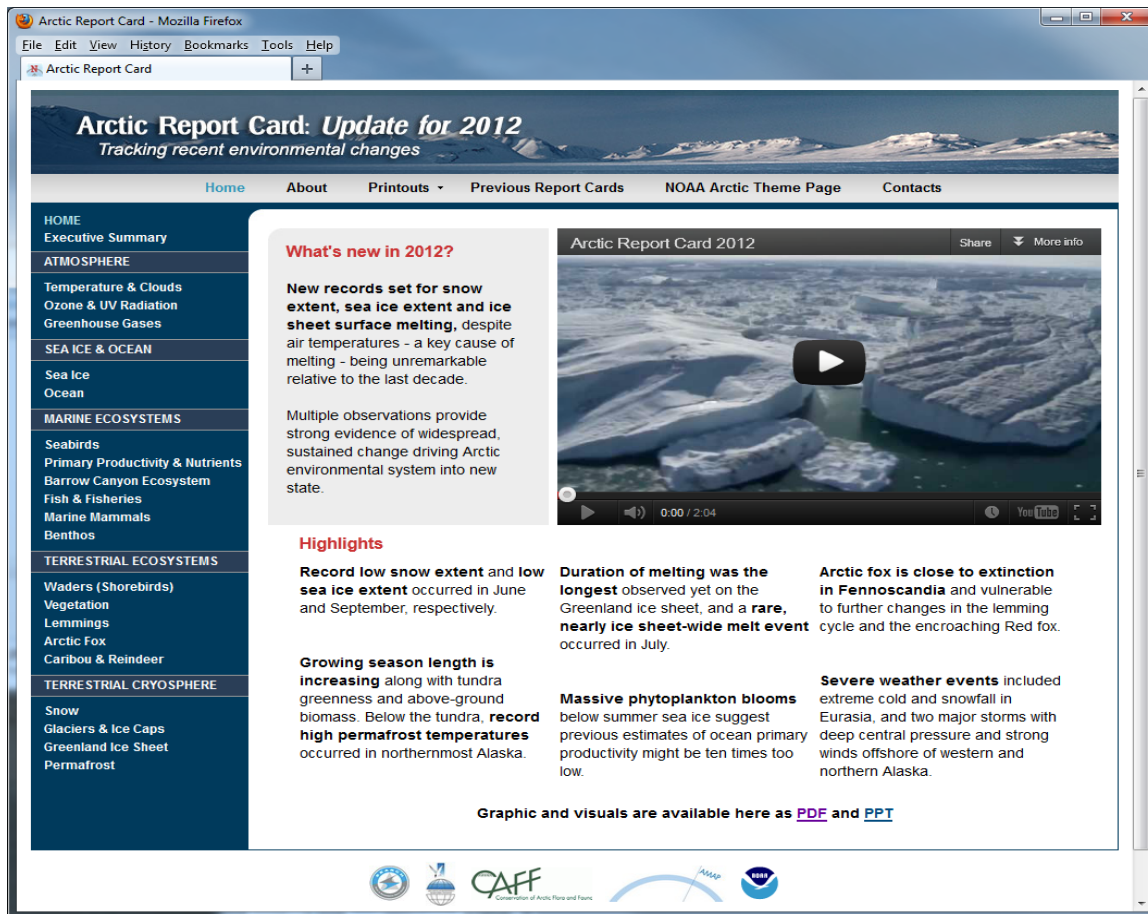 Arctic Report Card - Mozilla Firefox
File Edit View History Bookmarks Tools Help
Arctic Report Card
Arctic Report Card: Update for 2012
Tracking recent environmental changes
Home About Printouts Previous Report Cards NOAA Arctic Theme Page Contacts
HOME
Executive Summary
ATMOSPHERE
Temperature & Clouds
Ozone & UV Radiation
Greenhouse Gases
SEA ICE & OCEAN
Sea Ice
Ocean
MARINE ECOSYSTEMS
Seabirds
Primary Productivity & Nutrients
Barrow Canyon Ecosystem
Fish & Fisheries
Marine Mammals
Benthos
TERRESTRIAL ECOSYSTEMS
Waders (Shorebirds)
Vegetation
Lemmings
Arctic Fox
Caribou & Reindeer
TERRESTRIAL CRYOSPHERE
Snow
Glaciers & Ice Caps
Greenland Ice Sheet
Permafrost
What's new in 2012?
New records set for snow
extent, sea ice extent and ice
sheet surface melting, despite
air temperatures - a key cause of
melting - being unremarkable
relative to the last decade.
Multiple observations provide
strong evidence of widespread,
sustained change driving Arctic
environmental system into new
state.
Arctic Report Card 2012 Share More info
0:00 / 2:04 YouTube
Highlights
Record low snow extent and low
sea ice extent occurred in June
and September, respectively.
Growing season length is
increasing along with tundra
greenness and above-ground
biomass. Below the tundra, record
high permafrost temperatures
occurred in northernmost Alaska.
Duration of melting was the
longest observed yet on the
Greenland ice sheet, and a rare,
nearly ice sheet-wide melt event
occurred in July.
Massive phytoplankton blooms
below summer sea ice suggest
previous estimates of ocean primary
productivity might be ten times too
low.
Arctic fox is close to extinction
in Fennoscandia and vulnerable
to further changes in the lemming
cycle and the encroaching Red fox.
Severe weather events included
extreme cold and snowfall in
Eurasia, and two major storms with
deep central pressure and strong
winds offshore of western and
northern Alaska.
Graphic and visuals are available here as PDF and PPT
CAFF
Conservation of Arctic Flora and Fauna
AMAP
NOAA